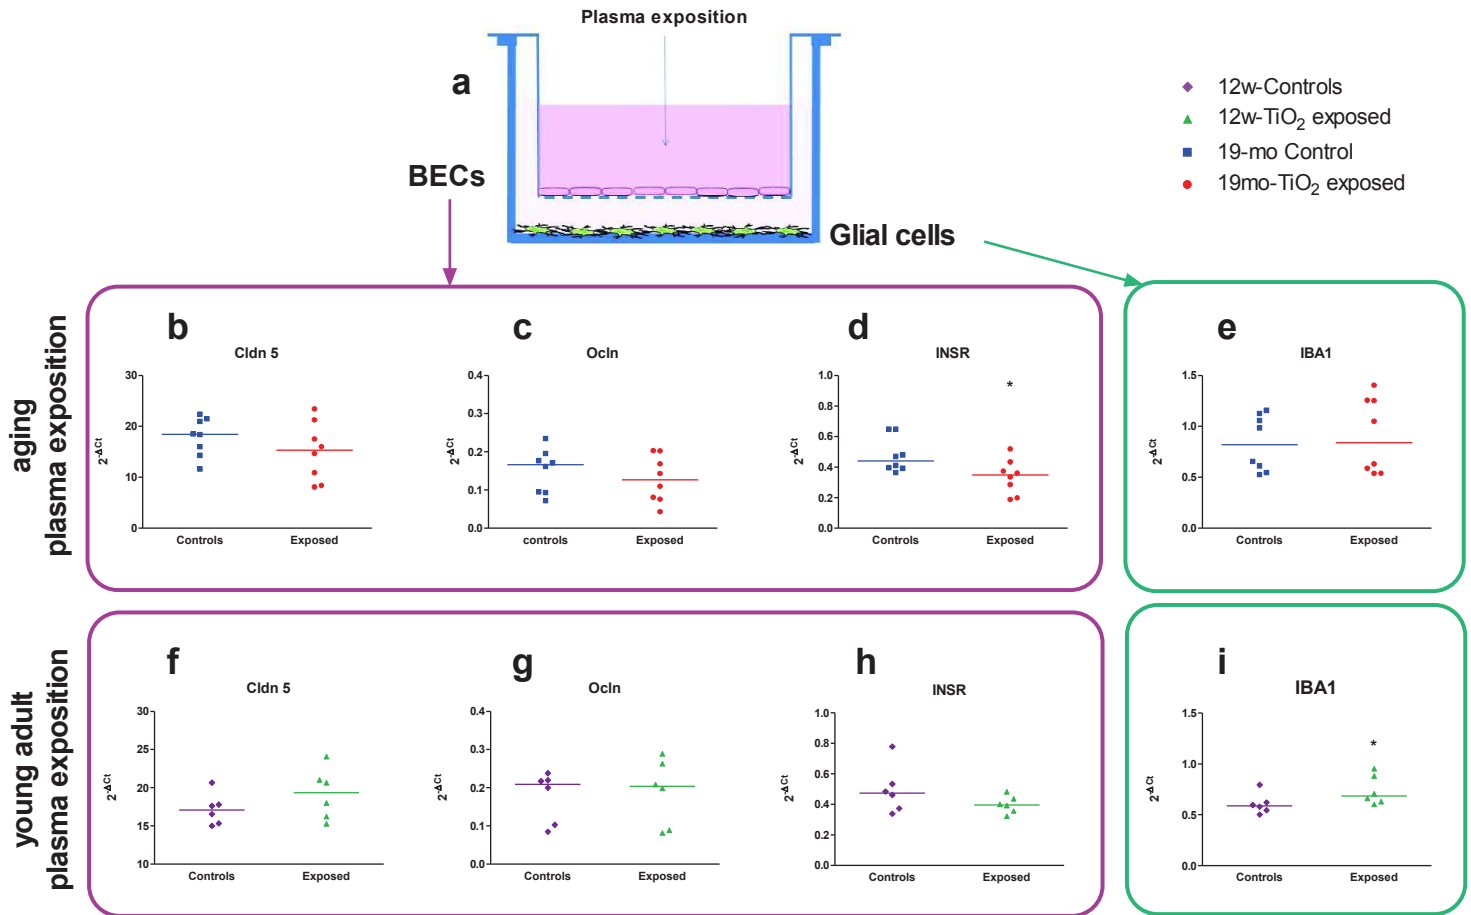 Plasma exposition
a
BECs
Glial cells
12w-Controls
12w-TiO2 exposed
19-mo Control
19mo-TiO2 exposed
aging
plasma exposition
b
Cldn 5
2-ΔCt
30
20
10
0
Controls
Exposed
c
Ocln
2-ΔCt
0.4
0.3
0.2
0.1
0.0
controls
Exposed
d
INSR
*
2-ΔCt
1.0
0.8
0.6
0.4
0.2
0.0
Controls
Exposed
e
IBA1
2-ΔCt
1.5
1.0
0.5
0.0
Controls
Exposed
young adult
plasma exposition
f
Cldn 5
2-ΔCt
30
25
20
15
10
Controls
Exposed
g
Ocln
2-ΔCt
0.4
0.3
0.2
0.1
0.0
Controls
Exposed
h
INSR
2-ΔCt
1.0
0.8
0.6
0.4
0.2
0.0
Controls
Exposed
i
IBA1
*
2-ΔCt
1.5
1.0
0.5
0.0
Controls
Exposed